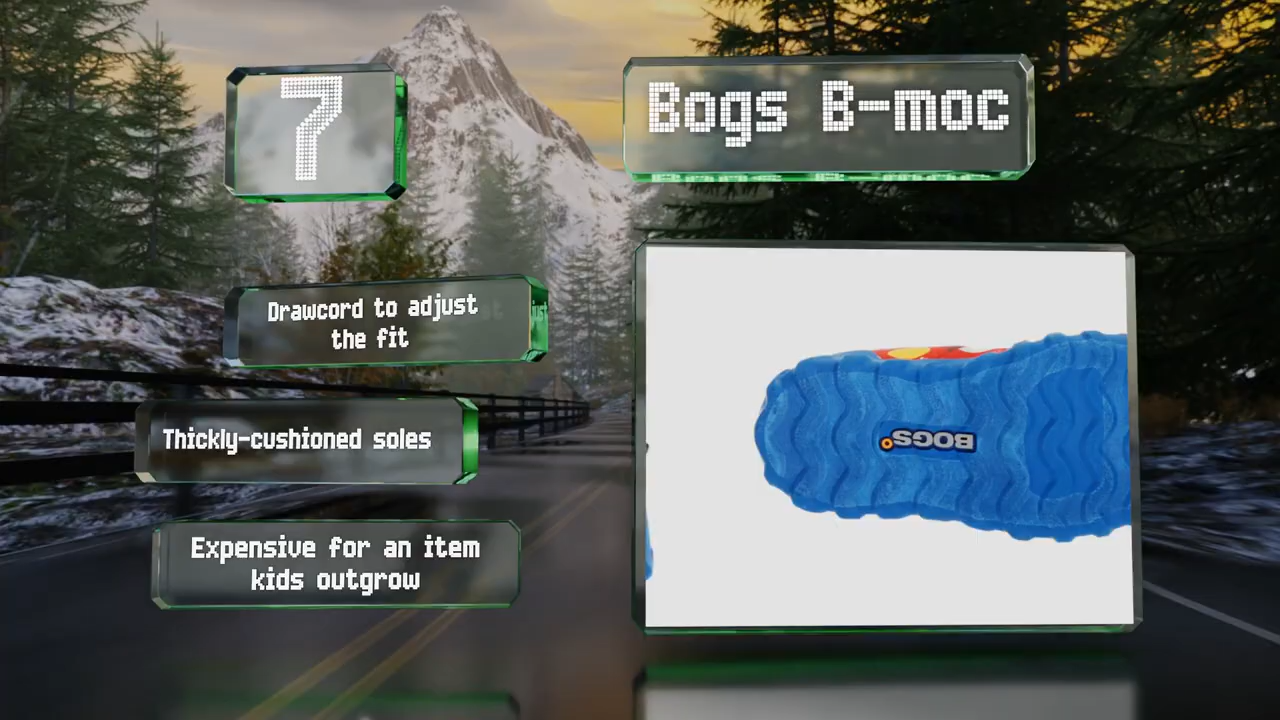 7
Bogs B-moc
Drawcord to adjust
the fit
Thickly-cushioned soles
Expensive for an item
kids outgrow
BOGS